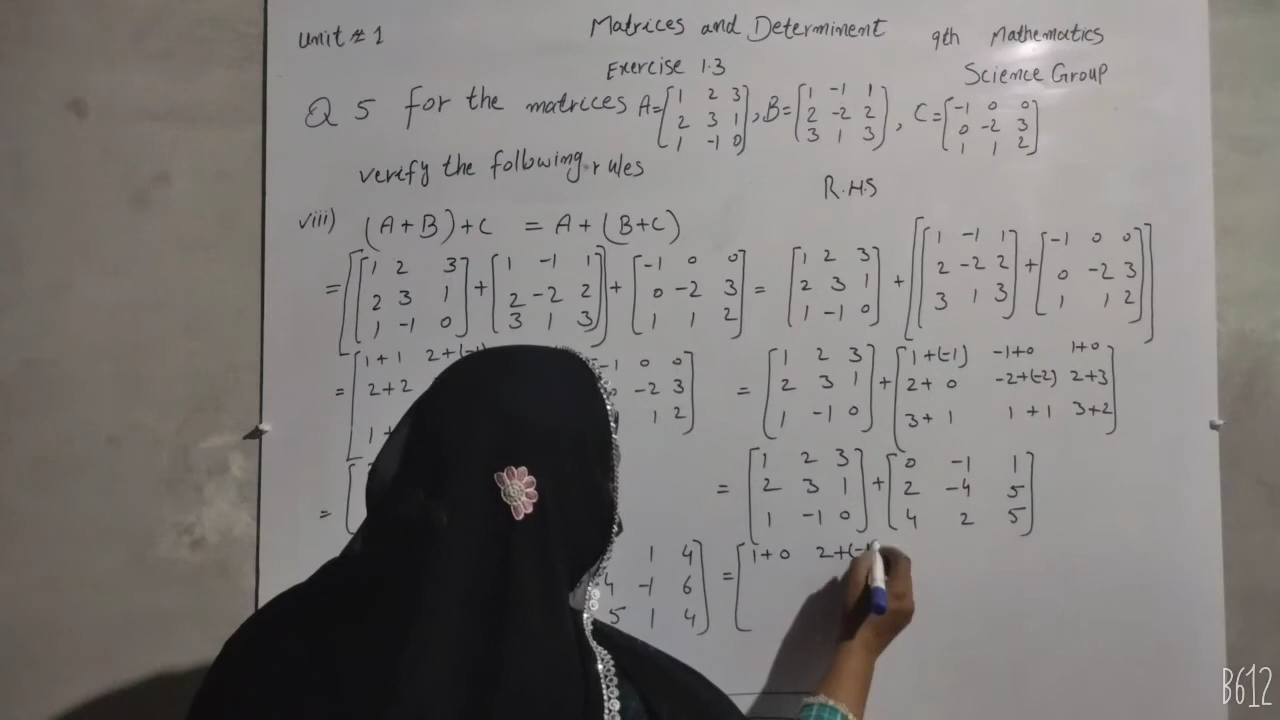 Unit # 1 Matrices and Determinent 9th Mathematics
Exercise 1.3 Science Group
Q 5 for the matrices A=[1 2 3 2 3 1 1 -1 0], B=[1 -1 1 2 -2 2 3 1 3], C=[-1 0 0 0 -2 3 1 1 2]
verify the following rules
R.H.S
viii) (A+B)+C = A+(B+C)
=[[1 2 3 2 3 1 1 -1 0]+[1 -1 1 2 -2 2 3 1 3]]+[-1 0 0 0 -2 3 1 1 2] = [1 2 3 2 3 1 1 -1 0]+[[1 -1 1 2 -2 2 3 1 3]+[-1 0 0 0 -2 3 1 1 2]]
=[1+1 2+(-1) -1 0 0 = [1 2 3 2 3 1 1 -1 0]+[1+(-1) -1+0 1+0
2+2 -2 3 2+0 -2+(-2) 2+3
1+ 1 2] 3+1 1+1 3+2]
=[ = [1 2 3 2 3 1 1 -1 0]+[0 -1 1 2 -4 5 4 2 5]
1 4 =[1+0 2+(-1
4 -1 6
5 1 4]
B612